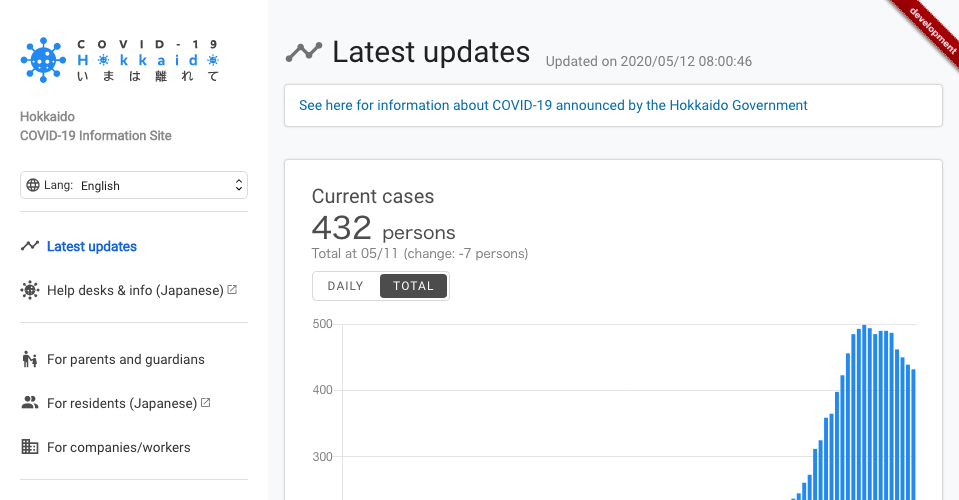 COVID-19
Hokkaido
いまは離れて
Hokkaido
COVID-19 Information Site
Lang: English
Latest updates
Help desks & info (Japanese)
For parents and guardians
For residents (Japanese)
For companies/workers
development
Latest updates
Updated on 2020/05/12 08:00:46
See here for information about COVID-19 announced by the Hokkaido Government
Current cases
432 persons
Total at 05/11 (change: -7 persons)
DAILY TOTAL
500
400
300